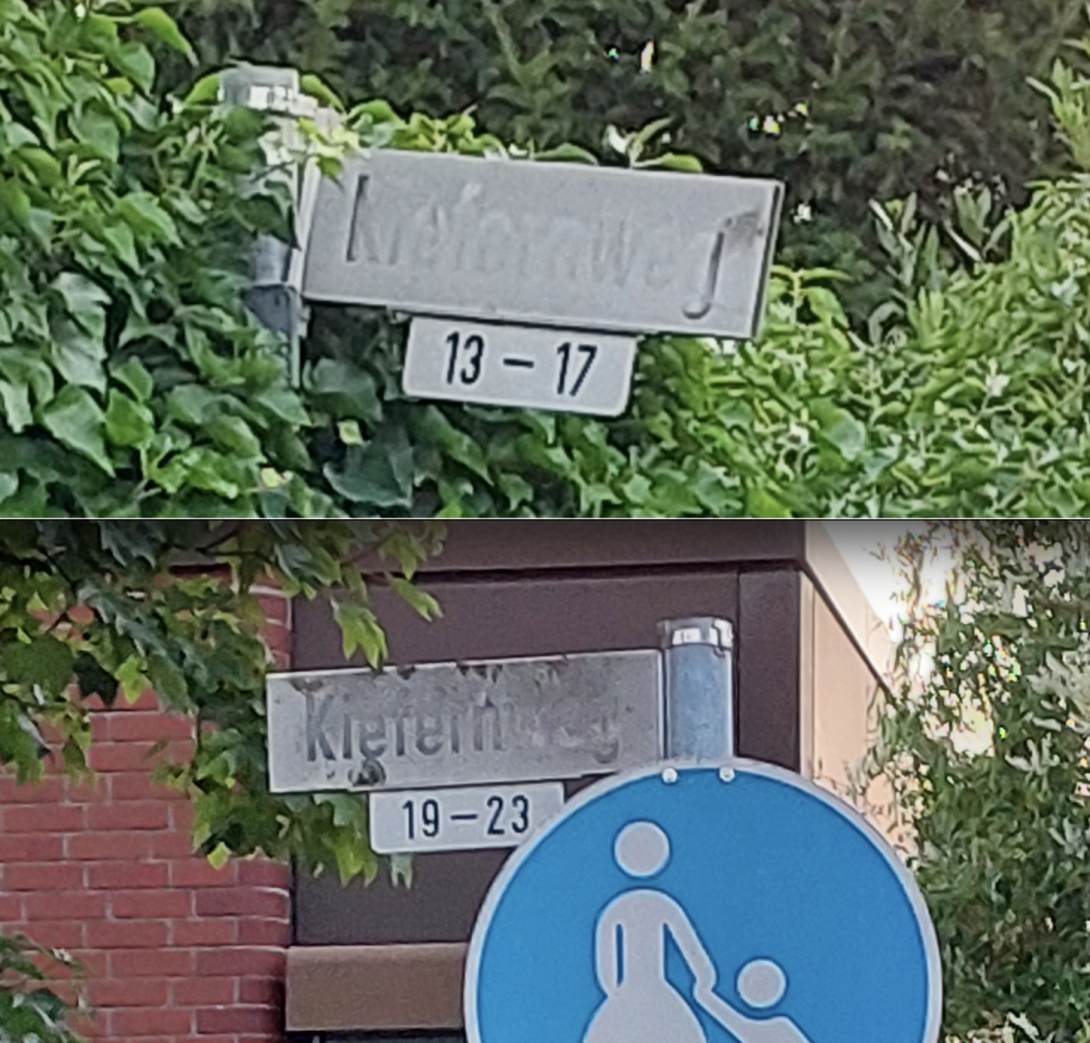 Kiefernweg
13 – 17
Kiefernweg
19 – 23